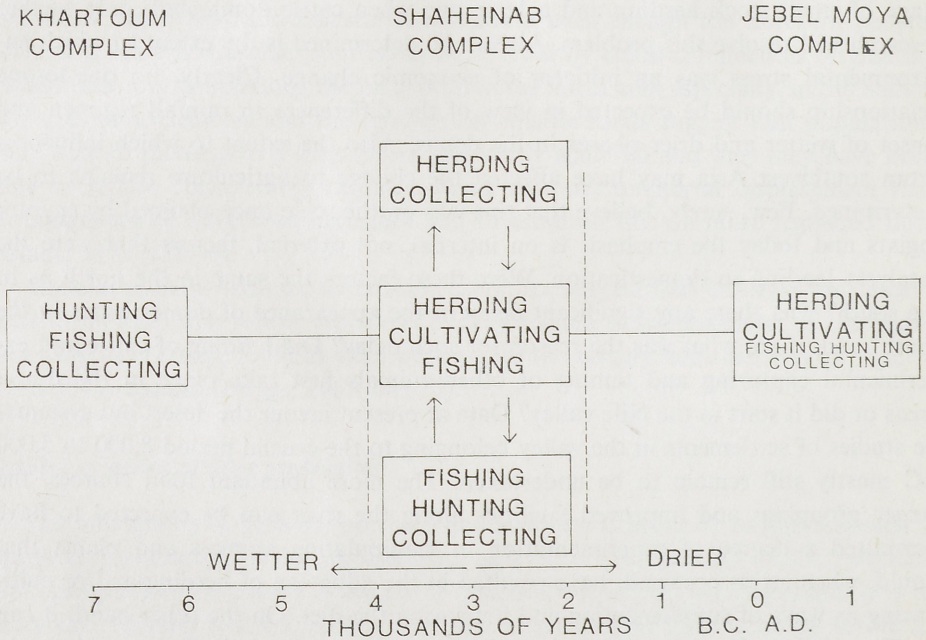 KHARTOUM
COMPLEX
SHAHEINAB
COMPLEX
JEBEL MOYA
COMPLEX
HERDING
COLLECTING
HUNTING
FISHING
COLLECTING
HERDING
CULTIVATING
FISHING
HERDING
CULTIVATING
FISHING, HUNTING
COLLECTING
FISHING
HUNTING
COLLECTING
WETTER
DRIER
7 6 5 4 3 2 1 0 1
THOUSANDS OF YEARS B.C. A.D.